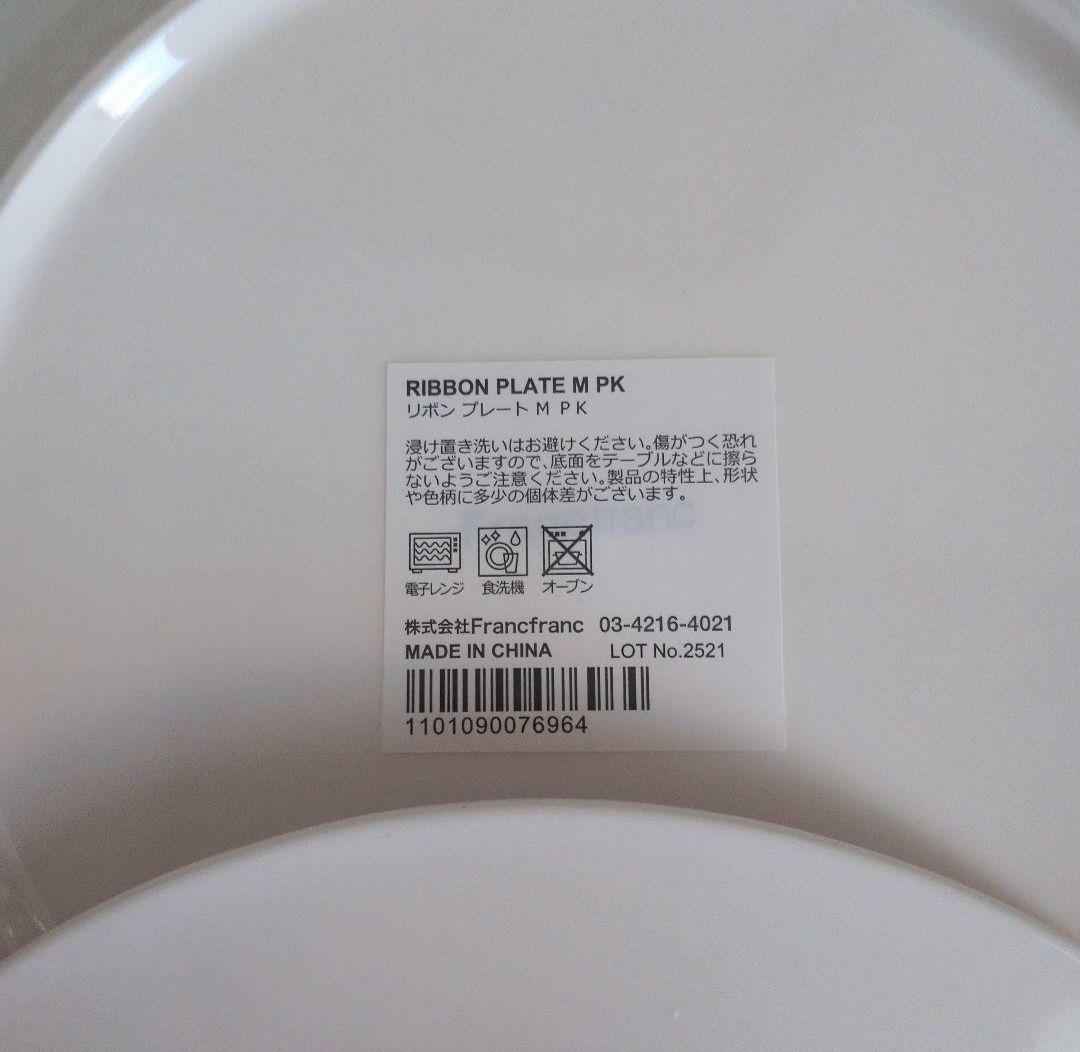 RIBBON PLATE M PK
リボン プレート M PK
浸け置き洗いはお避けください。傷がつく恐れ
がございますので、底面をテーブルなどに擦ら
ないようご注意ください。製品の特性上、形状
や色柄に多少の個体差がございます。
電子レンジ 食洗機 オーブン
株式会社Francfranc 03-4216-4021
MADE IN CHINA LOT No.2521
1101090076964